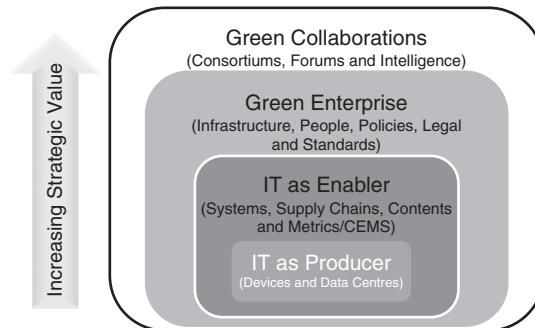 Increasing Strategic Value
Green Collaborations
(Consortiums, Forums and Intelligence)
Green Enterprise
(Infrastructure, People, Policies, Legal
and Standards)
IT as Enabler
(Systems, Supply Chains, Contents
and Metrics/CEMS)
IT as Producer
(Devices and Data Centres)